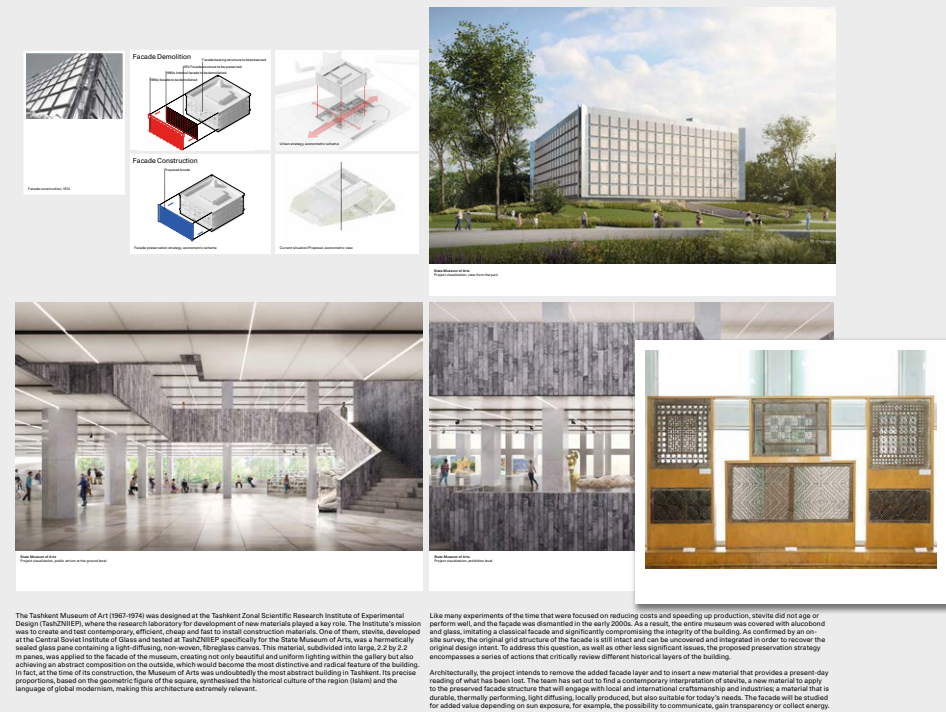 Facade Demolition
Facade bearing structure to be preserved
1974 Facade structure to be preserved
1980s Internal facade to be demolished
1980s facade to be demolished
Urban strategy, axonometric scheme
Facade construction, 1974
Facade Construction
Proposed facade
Facade preservation strategy, axonometric scheme
Current situation/Proposal, axonometric view
State Museum of Arts
Project visualization, view from the park
State Museum of Arts
Project visualization, public atrium at the ground level
State Museum of Arts
Project visualization, exhibition level
The Tashkent Museum of Art (1967-1974) was designed at the Tashkent Zonal Scientific Research Institute of Experimental
Design (TashZNIIEP), where the research laboratory for development of new materials played a key role. The Institute's mission
was to create and test contemporary, efficient, cheap and fast to install construction materials. One of them, stevite, developed
at the Central Soviet Institute of Glass and tested at TashZNIIEP specifically for the State Museum of Arts, was a hermetically
sealed glass pane containing a light-diffusing, non-woven, fibreglass canvas. This material, subdivided into large, 2.2 by 2.2
m panes, was applied to the facade of the museum, creating not only beautiful and uniform lighting within the gallery but also
achieving an abstract composition on the outside, which would become the most distinctive and radical feature of the building.
In fact, at the time of its construction, the Museum of Arts was undoubtedly the most abstract building in Tashkent. Its precise
proportions, based on the geometric figure of the square, synthesised the historical culture of the region (Islam) and the
language of global modernism, making this architecture extremely relevant.
Like many experiments of the time that were focused on reducing costs and speeding up production, stevite did not age or
perform well, and the façade was dismantled in the early 2000s. As a result, the entire museum was covered with alucobond
and glass, imitating a classical facade and significantly compromising the integrity of the building. As confirmed by an on-
site survey, the original grid structure of the facade is still intact and can be uncovered and integrated in order to recover the
original design intent. To address this question, as well as other less significant issues, the proposed preservation strategy
encompasses a series of actions that critically review different historical layers of the building.
Architecturally, the project intends to remove the added facade layer and to insert a new material that provides a present-day
reading of what has been lost. The team has set out to find a contemporary interpretation of stevite, a new material to apply
to the preserved facade structure that will engage with local and international craftsmanship and industries; a material that is
durable, thermally performing, light diffusing, locally produced, but also suitable for today's needs. The facade will be studied
for added value depending on sun exposure, for example, the possibility to communicate, gain transparency or collect energy.